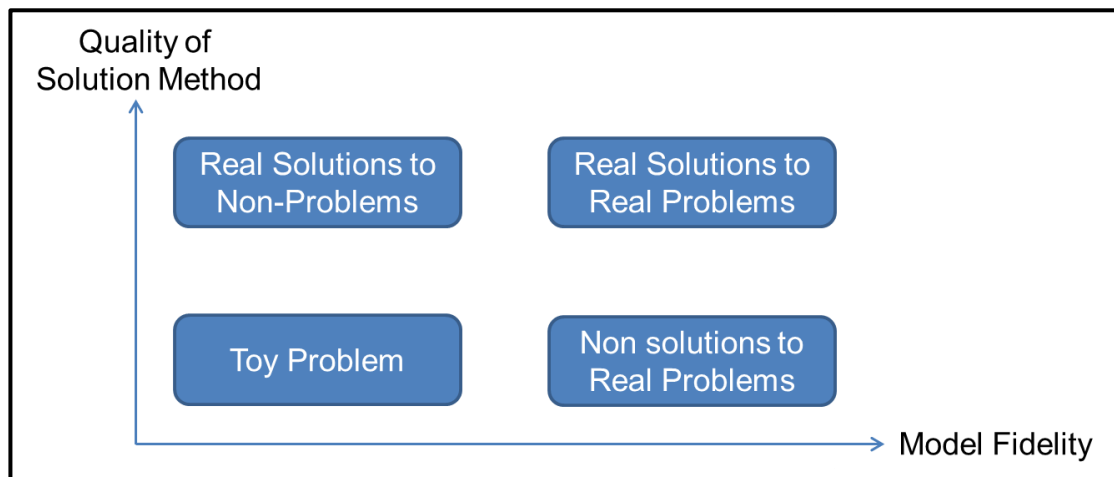 Quality of
Solution Method
Real Solutions to
Non-Problems
Real Solutions to
Real Problems
Toy Problem
Non solutions to
Real Problems
Model Fidelity